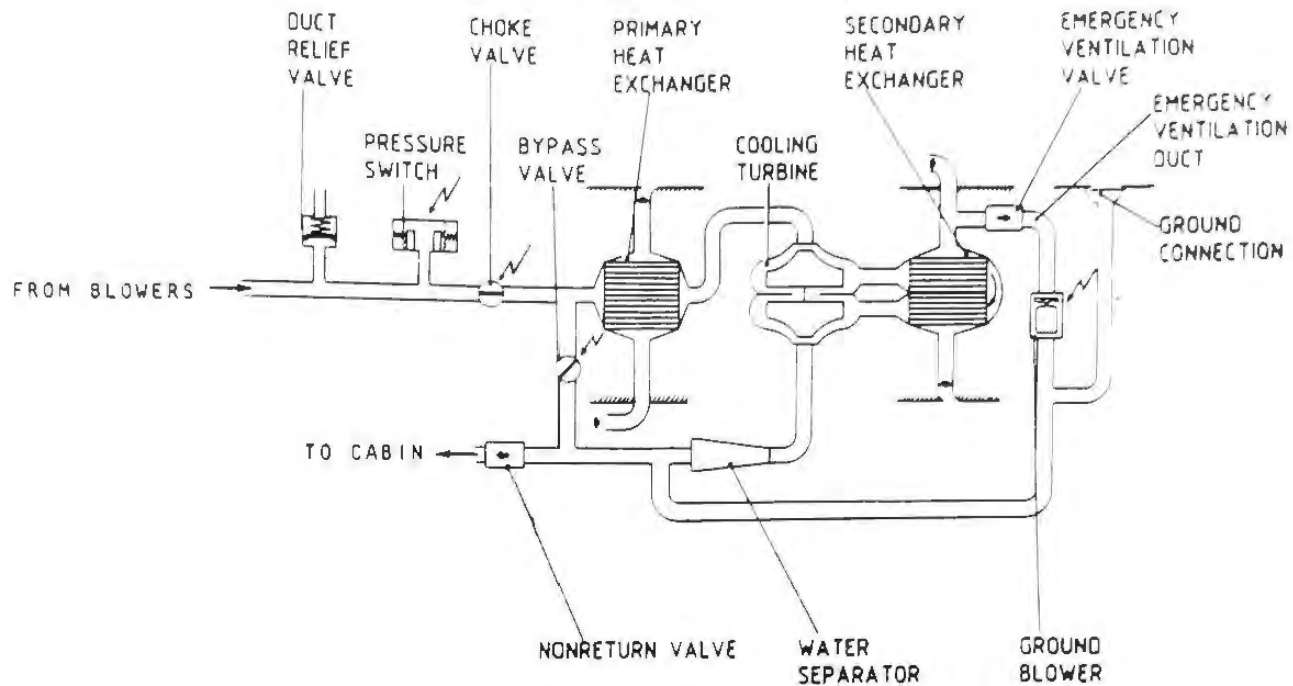 DUCT
RELIEF
VALVE
CHOKE
VALVE
PRIMARY
HEAT
EXCHANGER
SECONDARY
HEAT
EXCHANGER
EMERGENCY
VENTILATION
VALVE
EMERGENCY
VENTILATION
DUCT
PRESSURE
SWITCH
BYPASS
VALVE
COOLING
TURBINE
GROUND
CONNECTION
FROM BLOWERS
TO CABIN
NONRETURN VALVE
WATER
SEPARATOR
GROUND
BLOWER